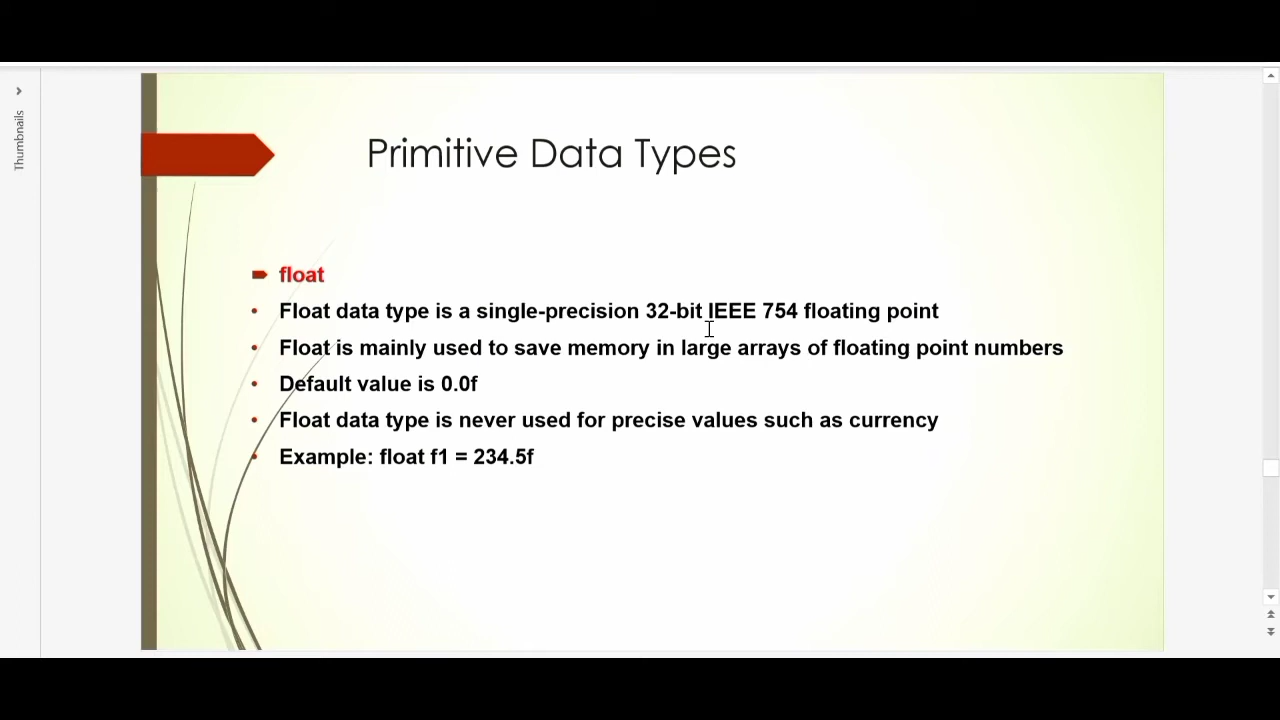 Thumbnails
Primitive Data Types
float
Float data type is a single-precision 32-bit IEEE 754 floating point
Float is mainly used to save memory in large arrays of floating point numbers
Default value is 0.0f
Float data type is never used for precise values such as currency
Example: float f1 = 234.5f